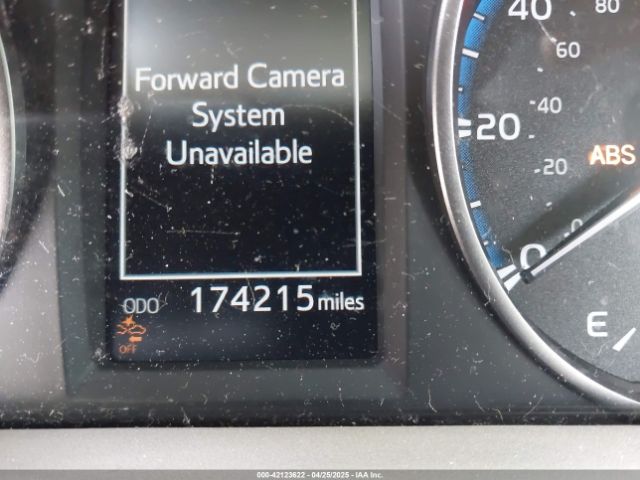 Forward Camera
System
Unavailable
ODO 174215 miles
OFF
40
80
60
40
20
20
ABS
0
0
E
000-42123622 - 04/25/2025 - IAA Inc.